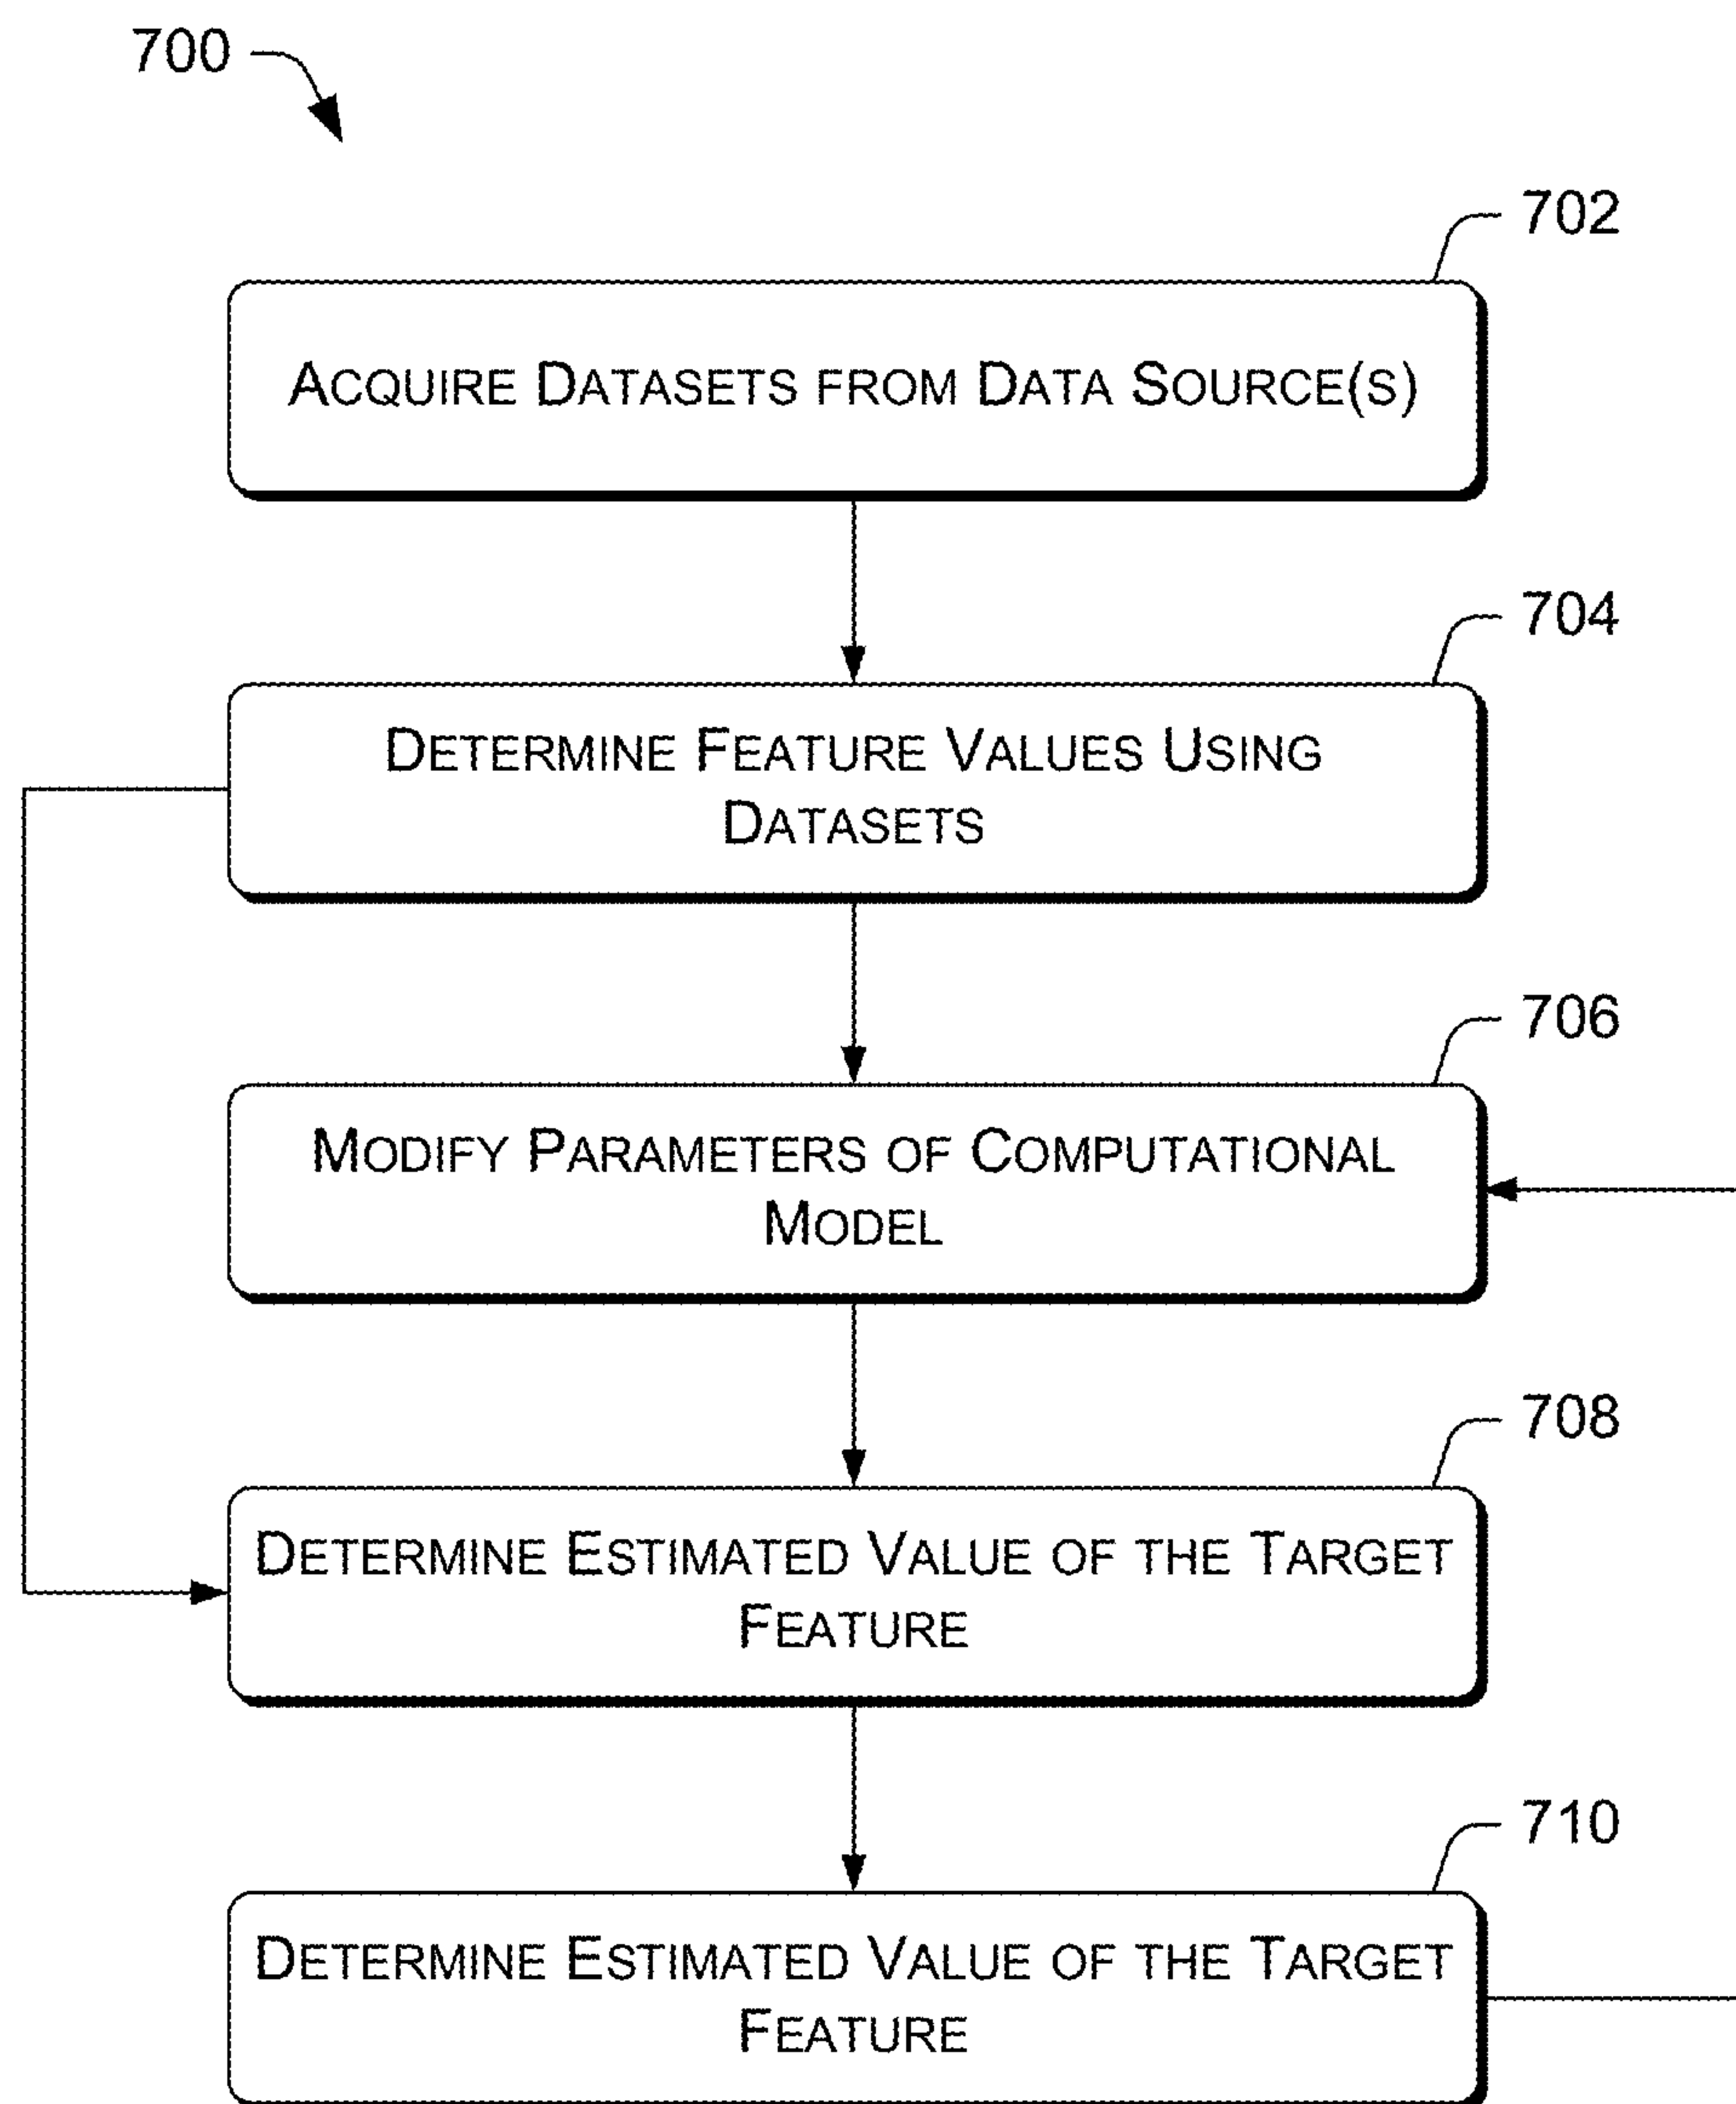 700
702
ACQUIRE DATASETS FROM DATA SOURCE(S)
704
DETERMINE FEATURE VALUES USING
DATASETS
706
MODIFY PARAMETERS OF COMPUTATIONAL
MODEL
708
DETERMINE ESTIMATED VALUE OF THE TARGET
FEATURE
710
DETERMINE ESTIMATED VALUE OF THE TARGET
FEATURE